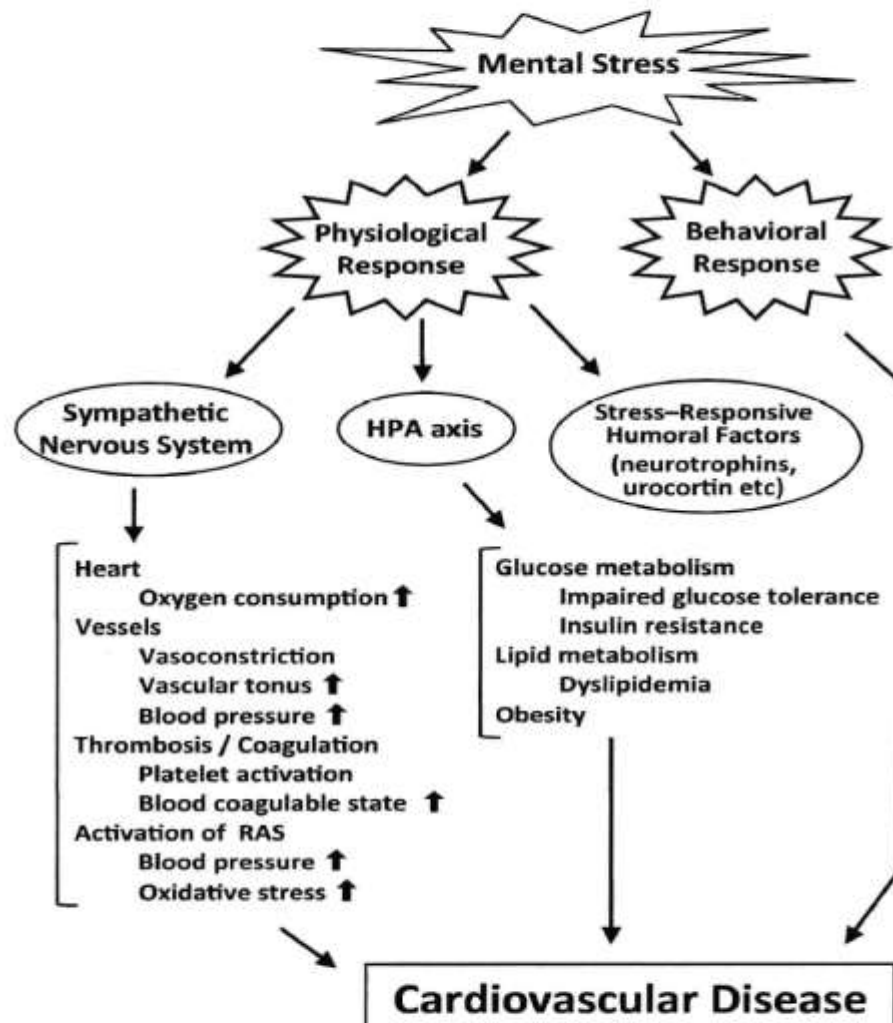 Mental Stress
Physiological
Response
Behavioral
Response
Sympathetic
Nervous System
HPA axis
Stress–Responsive
Humoral Factors
(neurotrophins,
urocortin etc)
Heart
Oxygen consumption ⬆
Vessels
Vasoconstriction
Vascular tonus ⬆
Blood pressure ⬆
Thrombosis / Coagulation
Platelet activation
Blood coagulable state ⬆
Activation of RAS
Blood pressure ⬆
Oxidative stress ⬆
Glucose metabolism
Impaired glucose tolerance
Insulin resistance
Lipid metabolism
Dyslipidemia
Obesity
Cardiovascular Disease